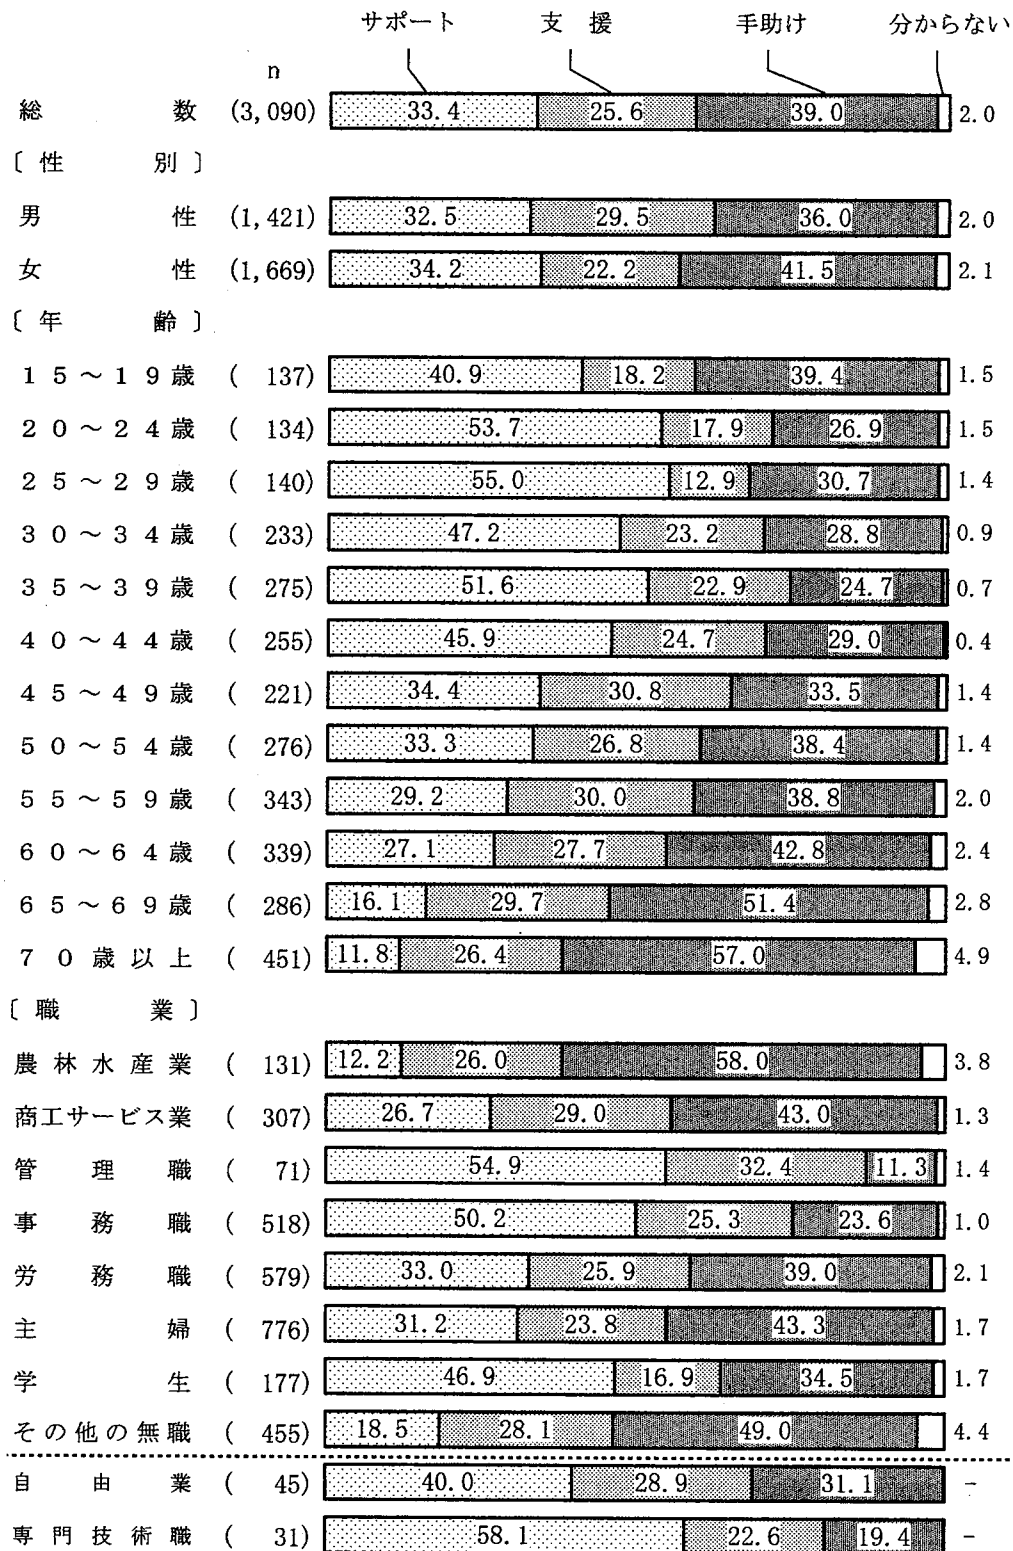 サポート 支 援 手助け 分からない
n
総 数 (3,090) 33.4 25.6 39.0 2.0
〔性 別〕
男 性 (1,421) 32.5 29.5 36.0 2.0
女 性 (1,669) 34.2 22.2 41.5 2.1
〔年 齢〕
15～19歳 ( 137) 40.9 18.2 39.4 1.5
20～24歳 ( 134) 53.7 17.9 26.9 1.5
25～29歳 ( 140) 55.0 12.9 30.7 1.4
30～34歳 ( 233) 47.2 23.2 28.8 0.9
35～39歳 ( 275) 51.6 22.9 24.7 0.7
40～44歳 ( 255) 45.9 24.7 29.0 0.4
45～49歳 ( 221) 34.4 30.8 33.5 1.4
50～54歳 ( 276) 33.3 26.8 38.4 1.4
55～59歳 ( 343) 29.2 30.0 38.8 2.0
60～64歳 ( 339) 27.1 27.7 42.8 2.4
65～69歳 ( 286) 16.1 29.7 51.4 2.8
70歳以上 ( 451) 11.8 26.4 57.0 4.9
〔職 業〕
農林水産業 ( 131) 12.2 26.0 58.0 3.8
商工サービス業 ( 307) 26.7 29.0 43.0 1.3
管理職 ( 71) 54.9 32.4 11.3 1.4
事務職 ( 518) 50.2 25.3 23.6 1.0
労務職 ( 579) 33.0 25.9 39.0 2.1
主 婦 ( 776) 31.2 23.8 43.3 1.7
学 生 ( 177) 46.9 16.9 34.5 1.7
その他の無職 ( 455) 18.5 28.1 49.0 4.4
自由業 ( 45) 40.0 28.9 31.1 -
専門技術職 ( 31) 58.1 22.6 19.4 -